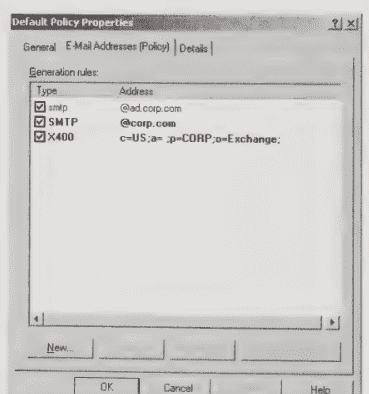 Default Policy Properties
General E-Mail Addresses (Policy) Details
Generation rules:
Type Address
smtp @ad.corp.com
SMTP @corp.com
X400 c=US;a= ;p=CORP;o=Exchange;
New...
OK Cancel Help